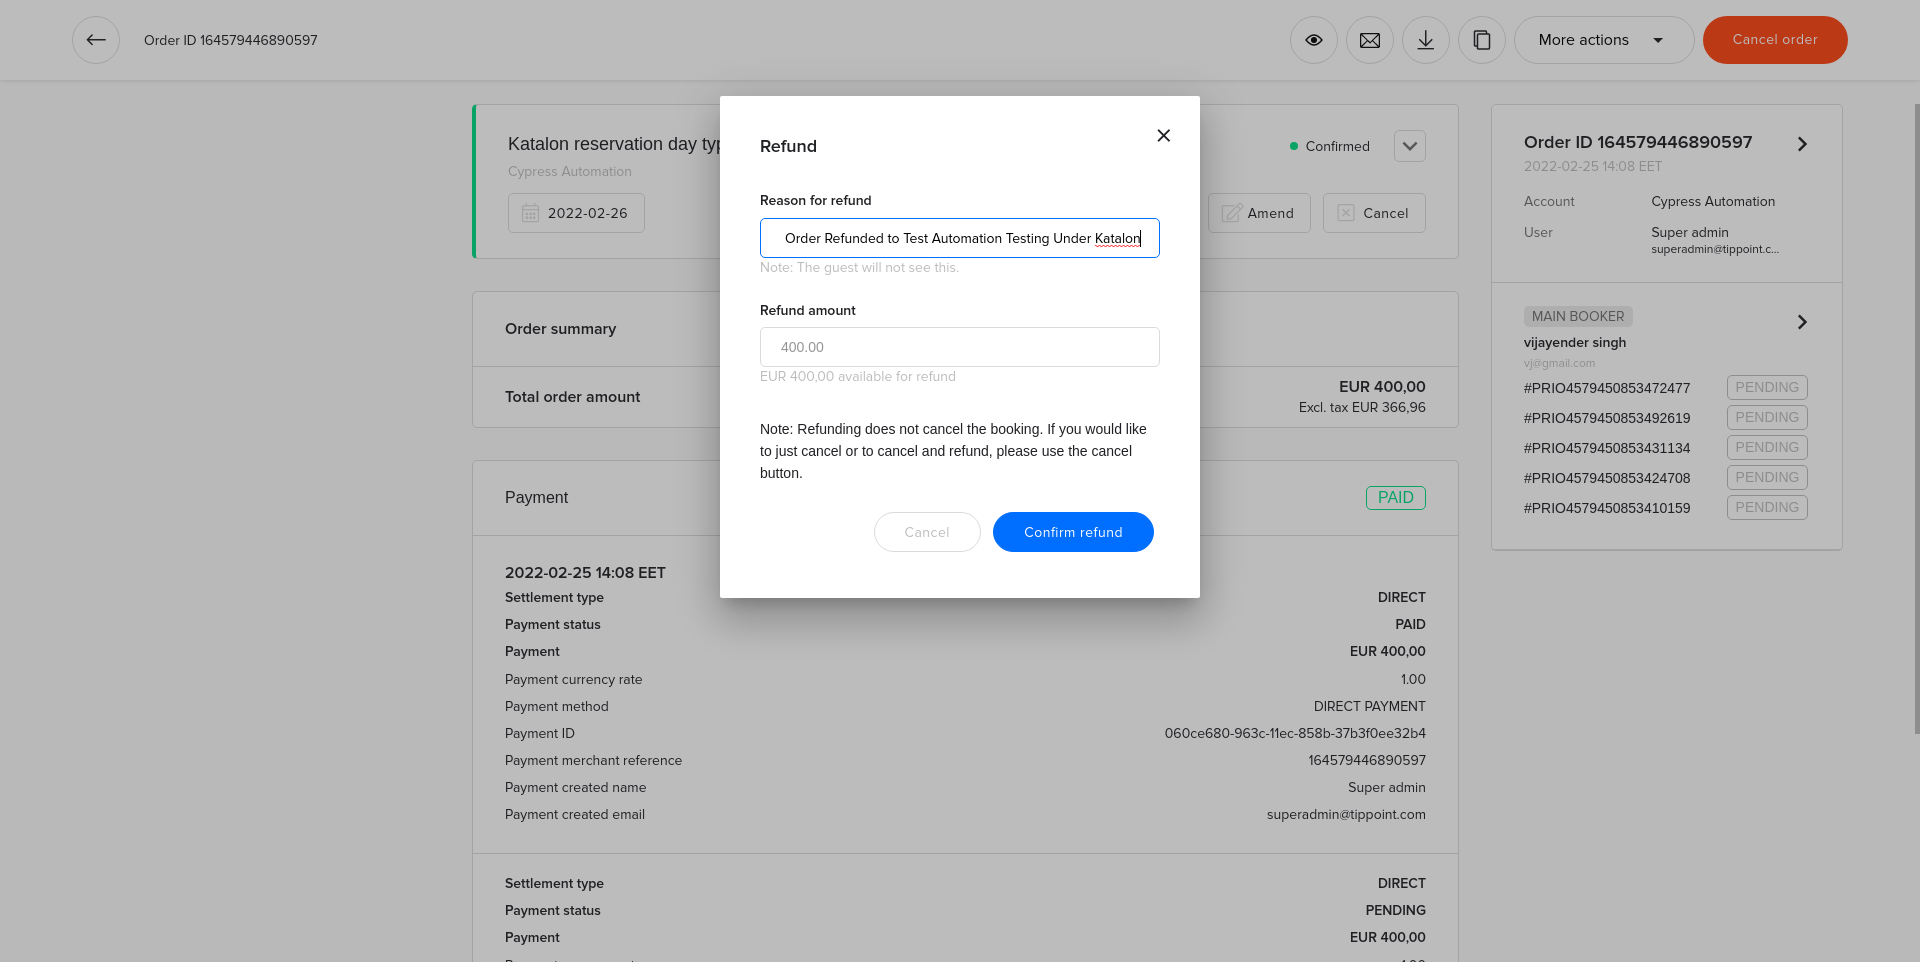 Order ID 164579446890597
More actions
Cancel order
Katalon reservation day typ
Cypress Automation
2022-02-26
Confirmed
Amend
Cancel
Order summary
Total order amount
EUR 400,00
Excl. tax EUR 366,96
Payment
PAID
2022-02-25 14:08 EET
Settlement type
DIRECT
Payment status
PAID
Payment
EUR 400,00
Payment currency rate
1.00
Payment method
DIRECT PAYMENT
Payment ID
060ce680-963c-11ec-858b-37b3f0ee32b4
Payment merchant reference
164579446890597
Payment created name
Super admin
Payment created email
superadmin@tippoint.com
Settlement type
DIRECT
Payment status
PENDING
Payment
EUR 400,00
Refund
Reason for refund
Order Refunded to Test Automation Testing Under Katalon
Note: The guest will not see this.
Refund amount
400.00
EUR 400,00 available for refund
Note: Refunding does not cancel the booking. If you would like
to just cancel or to cancel and refund, please use the cancel
button.
Cancel
Confirm refund
Order ID 164579446890597
2022-02-25 14:08 EET
Account
Cypress Automation
User
Super admin
superadmin@tippoint.c...
MAIN BOOKER
vijayender singh
vj@gmail.com
#PRIO4579450853472477
PENDING
#PRIO4579450853492619
PENDING
#PRIO4579450853431134
PENDING
#PRIO4579450853424708
PENDING
#PRIO4579450853410159
PENDING